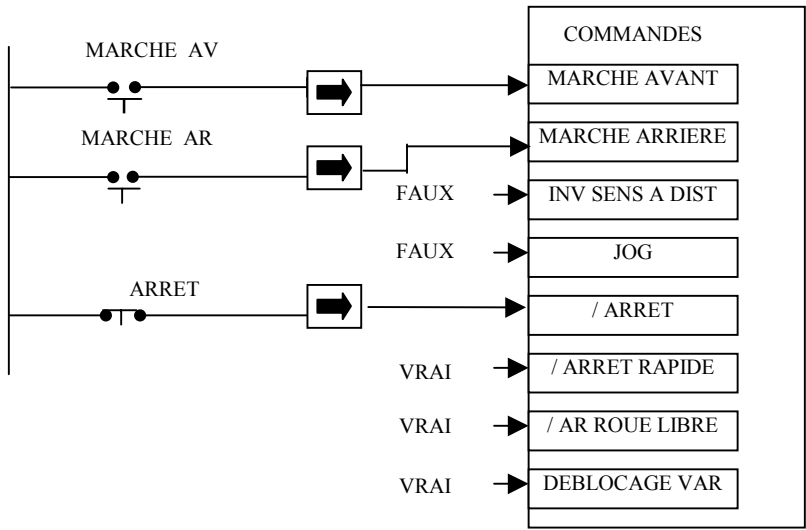 COMMANDES
MARCHE AV
MARCHE AVANT
MARCHE AR
MARCHE ARRIERE
FAUX
INV SENS A DIST
FAUX
JOG
ARRET
/ ARRET
VRAI
/ ARRET RAPIDE
VRAI
/ AR ROUE LIBRE
VRAI
DEBLOCAGE VAR